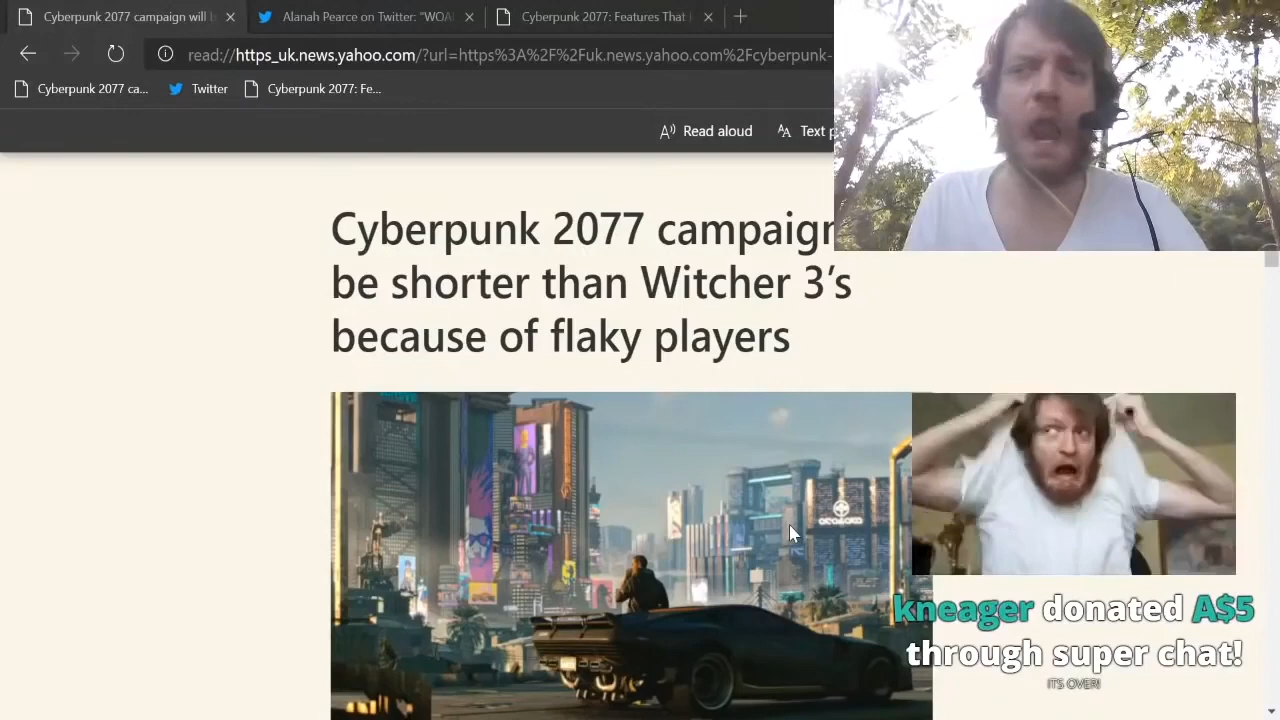 Cyberpunk 2077 campaign will
Alanah Pearce on Twitter: "WOA
Cyberpunk 2077: Features That
read://https_uk.news.yahoo.com/?url=https%3A%2F%2Fuk.news.yahoo.com%2Fcyberpunk-
Cyberpunk 2077 ca...
Twitter
Cyberpunk 2077: Fe...
Read aloud
Text p
Cyberpunk 2077 campaign
be shorter than Witcher 3’s
because of flaky players
kneager donated A$5
through super chat!
ITS OVER!